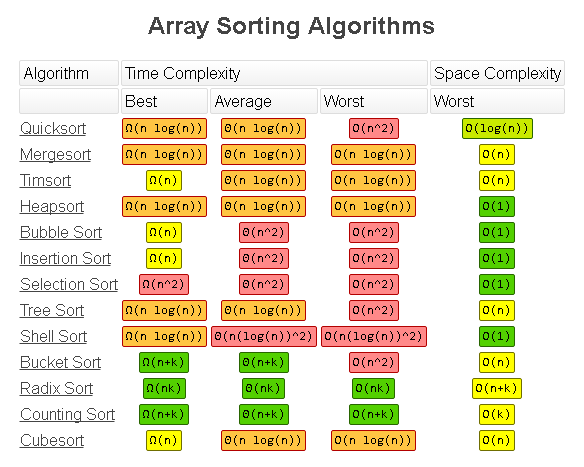 Array Sorting Algorithms
Algorithm Time Complexity Space Complexity
Best Average Worst Worst
Quicksort Ω(n log(n)) Θ(n log(n)) O(n^2) O(log(n))
Mergesort Ω(n log(n)) Θ(n log(n)) O(n log(n)) O(n)
Timsort Ω(n) Θ(n log(n)) O(n log(n)) O(n)
Heapsort Ω(n log(n)) Θ(n log(n)) O(n log(n)) O(1)
Bubble Sort Ω(n) Θ(n^2) O(n^2) O(1)
Insertion Sort Ω(n) Θ(n^2) O(n^2) O(1)
Selection Sort Ω(n^2) Θ(n^2) O(n^2) O(1)
Tree Sort Ω(n log(n)) Θ(n log(n)) O(n^2) O(n)
Shell Sort Ω(n log(n)) Θ(n(log(n))^2) O(n(log(n))^2) O(1)
Bucket Sort Ω(n+k) Θ(n+k) O(n^2) O(n)
Radix Sort Ω(nk) Θ(nk) O(nk) O(n+k)
Counting Sort Ω(n+k) Θ(n+k) O(n+k) O(k)
Cubesort Ω(n) Θ(n log(n)) O(n log(n)) O(n)